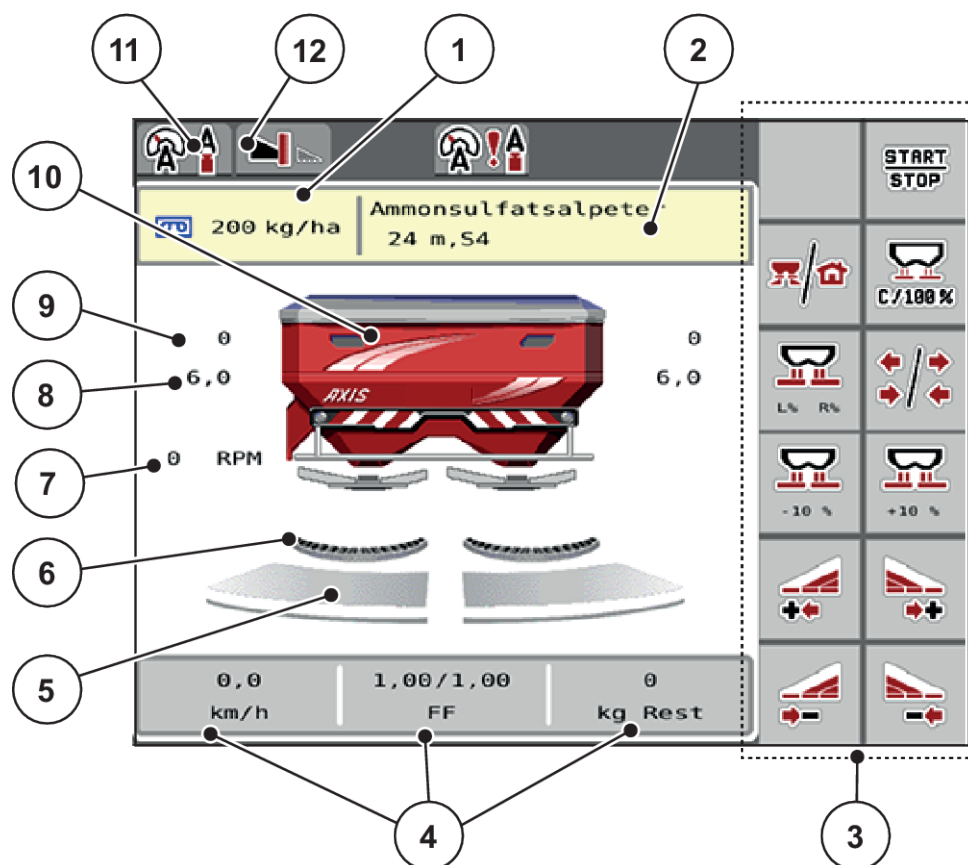 11
12
1
2
A
A
A
A
START
STOP
10
200 kg/ha
Ammonsulfatsalpeter
24 m,S4
C/100 %
9
0
0
8
6,0
6,0
AXIS
L% R%
7
0 RPM
-10 %
+10 %
6
5
0,0
km/h
1,00/1,00
FF
0
kg Rest
4
3